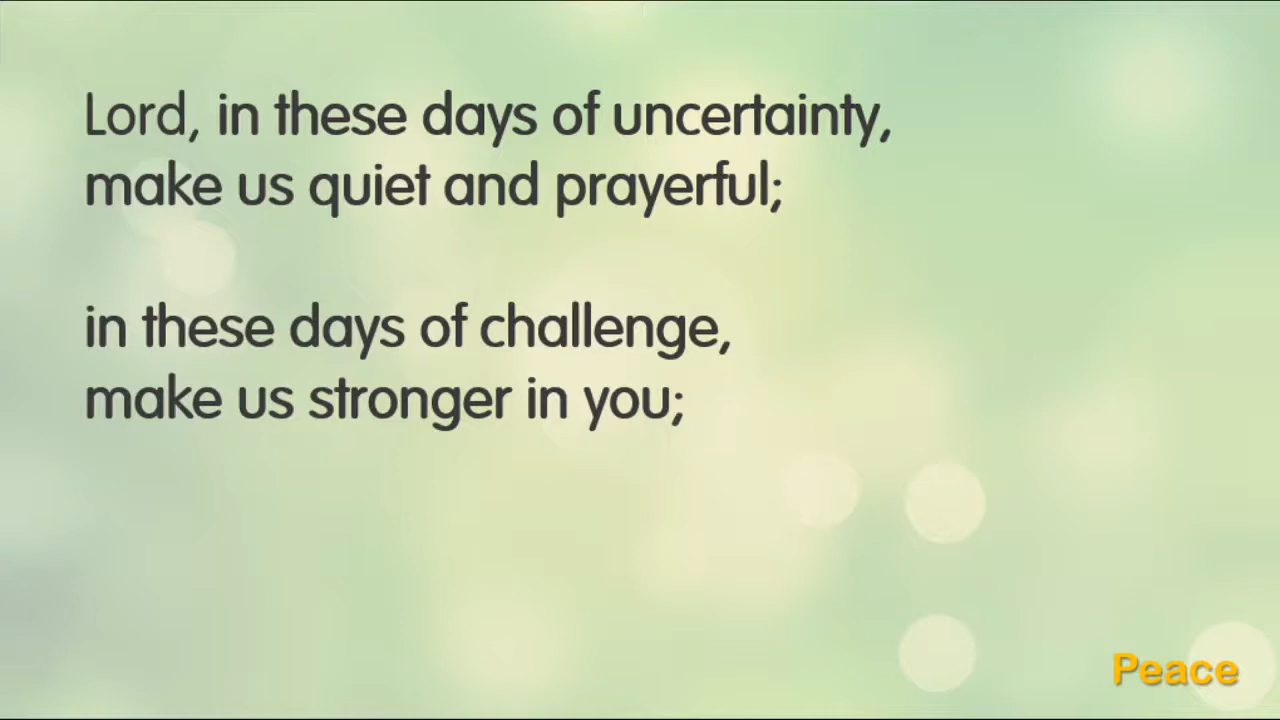 Lord, in these days of uncertainty,
make us quiet and prayerful;
in these days of challenge,
make us stronger in you;
Peace